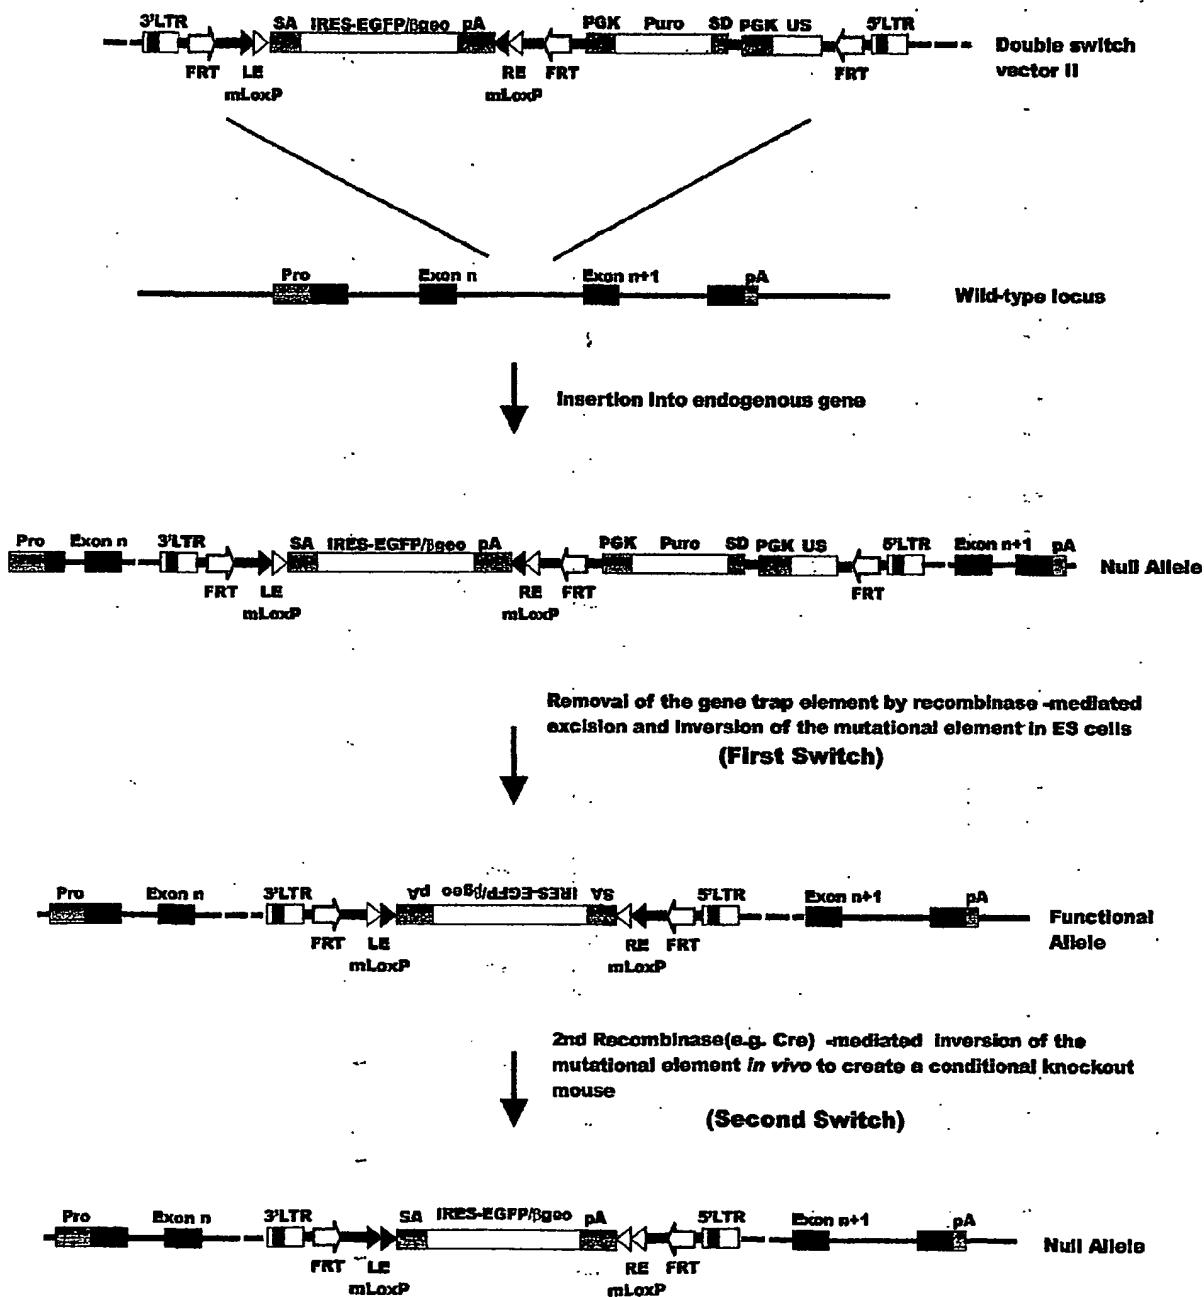 3'LTR SA IRES-EGFP/βgeo pA PGK Puro SD PGK US 5'LTR
Double switch
vector II
FRT LE RE FRT FRT
mLoxP mLoxP
Pro Exon n Exon n+1 pA
Wild-type locus
Insertion into endogenous gene
Pro Exon n 3'LTR SA IRES-EGFP/βgeo pA PGK Puro SD PGK US 5'LTR Exon n+1 pA
Null Allele
FRT LE RE FRT FRT
mLoxP mLoxP
Removal of the gene trap element by recombinase -mediated
excision and inversion of the mutational element in ES cells
(First Switch)
Pro Exon n 3'LTR pA IRES-EGFP/βgeo SA 5'LTR Exon n+1 pA
Functional
Allele
FRT LE RE FRT
mLoxP mLoxP
2nd Recombinase(e.g. Cre) -mediated inversion of the
mutational element in vivo to create a conditional knockout
mouse
(Second Switch)
Pro Exon n 3'LTR SA IRES-EGFP/βgeo pA 5'LTR Exon n+1 pA
Null Allele
FRT LE RE FRT
mLoxP mLoxP